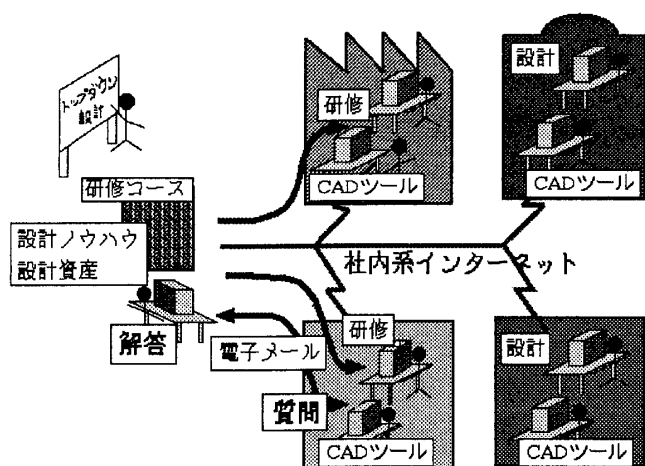 トップダウン
設計
研修コース
設計ノウハウ
設計資産
解答
電子メール
質問
研修
CADツール
設計
CADツール
社内系インターネット
研修
CADツール
設計
CADツール